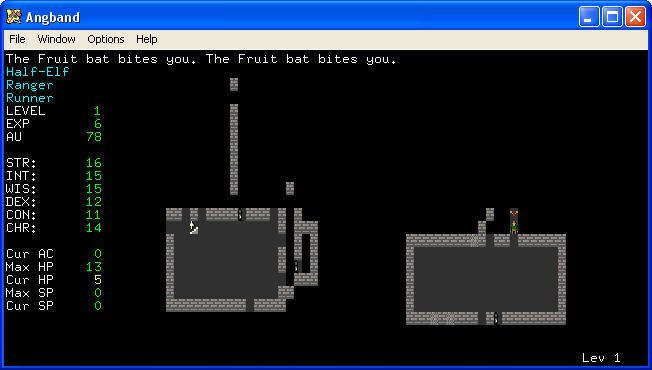 Angband
File Window Options Help
The Fruit bat bites you. The Fruit bat bites you.
Half-Elf
Ranger
Runner
LEVEL 1
EXP 6
AU 78
STR: 16
INT: 15
WIS: 15
DEX: 12
CON: 11
CHR: 14
Cur AC 0
Max HP 13
Cur HP 5
Max SP 0
Cur SP 0
Lev 1